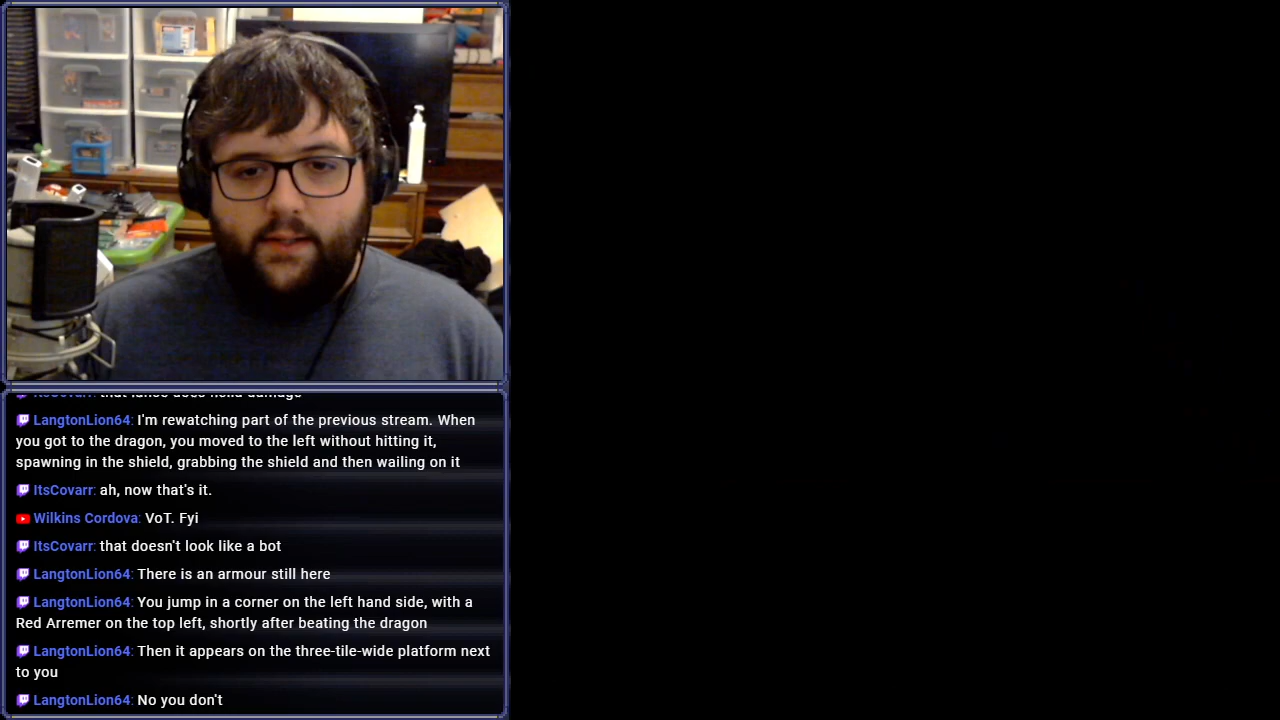 LangtonLion64: I'm rewatching part of the previous stream. When
you got to the dragon, you moved to the left without hitting it,
spawning in the shield, grabbing the shield and then wailing on it
ItsCovarr: ah, now that's it.
Wilkins Cordova: VoT. Fyi
ItsCovarr: that doesn't look like a bot
LangtonLion64: There is an armour still here
LangtonLion64: You jump in a corner on the left hand side, with a
Red Arremer on the top left, shortly after beating the dragon
LangtonLion64: Then it appears on the three-tile-wide platform next
to you
LangtonLion64: No you don't